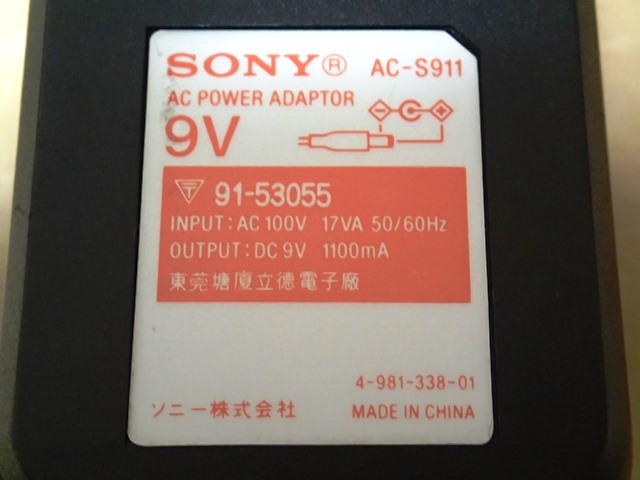 SONY® AC-S911
AC POWER ADAPTOR
9V
91-53055
INPUT: AC 100V 17VA 50/60Hz
OUTPUT: DC 9V 1100mA
東莞塘廈立德電子廠
4-981-338-01
ソニー株式会社 MADE IN CHINA